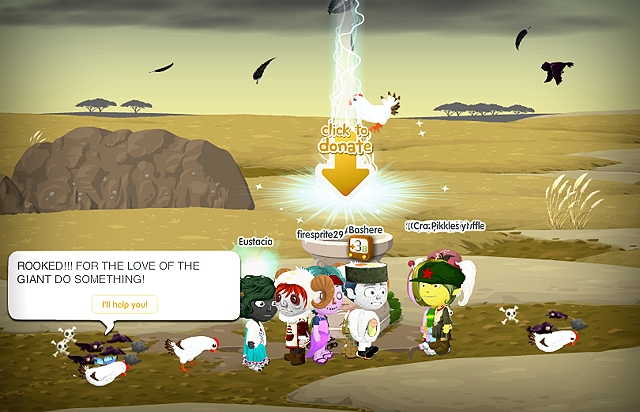 click to
donate
Eustacia
firesprite29
Bashere
+3
ROOKED!!! FOR THE LOVE OF THE
GIANT DO SOMETHING!
I'll help you!